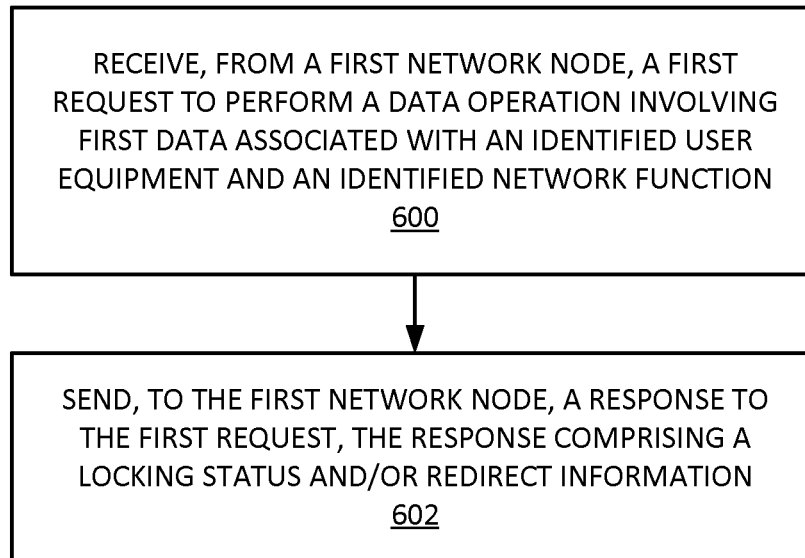 RECEIVE, FROM A FIRST NETWORK NODE, A FIRST
REQUEST TO PERFORM A DATA OPERATION INVOLVING
FIRST DATA ASSOCIATED WITH AN IDENTIFIED USER
EQUIPMENT AND AN IDENTIFIED NETWORK FUNCTION
600
SEND, TO THE FIRST NETWORK NODE, A RESPONSE TO
THE FIRST REQUEST, THE RESPONSE COMPRISING A
LOCKING STATUS AND/OR REDIRECT INFORMATION
602